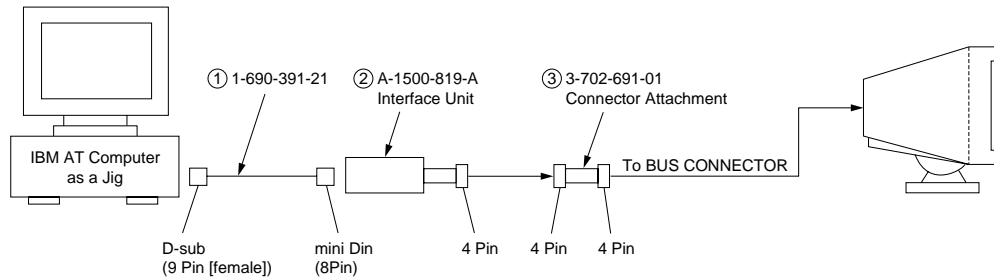 ① 1-690-391-21
② A-1500-819-A
Interface Unit
③ 3-702-691-01
Connector Attachment
IBM AT Computer
as a Jig
To BUS CONNECTOR
D-sub
(9 Pin [female])
mini Din
(8Pin)
4 Pin
4 Pin
4 Pin